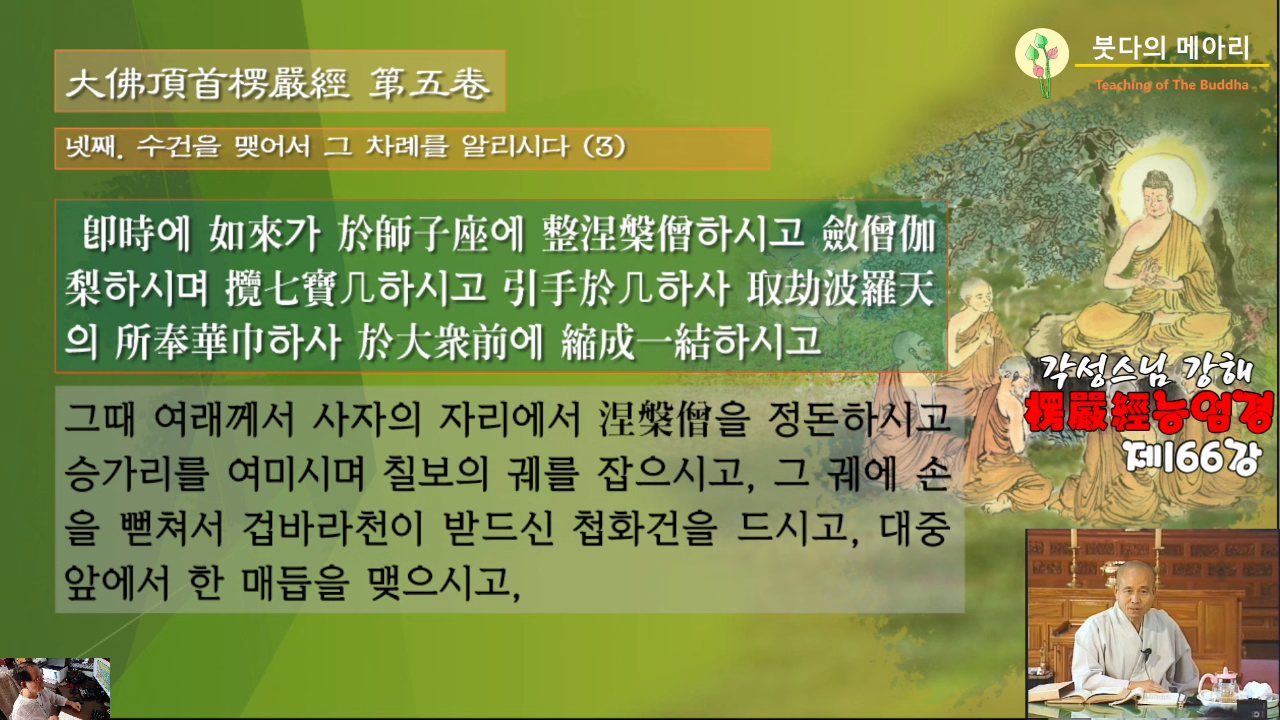 大佛頂首楞嚴經 第五卷
넷째. 수건을 맺어서 그 차례를 알리시다 (3)
卽時에 如來가 於師子座에 整涅槃僧하시고 斂僧伽
梨하시며 攬七寶几하시고 引手於几하사 取劫波羅天
의 所奉華巾하사 於大衆前에 縮成一結하시고
그때 여래께서 사자의 자리에서 涅槃僧을 정돈하시고
승가리를 여미시며 칠보의 궤를 잡으시고, 그 궤에 손
을 뻗쳐서 겁바라천이 받드신 첩화건을 드시고, 대중
앞에서 한 매듭을 맺으시고,
붓다의 메아리
Teaching of The Buddha
각성스님 강해
楞嚴經능엄경
제166강